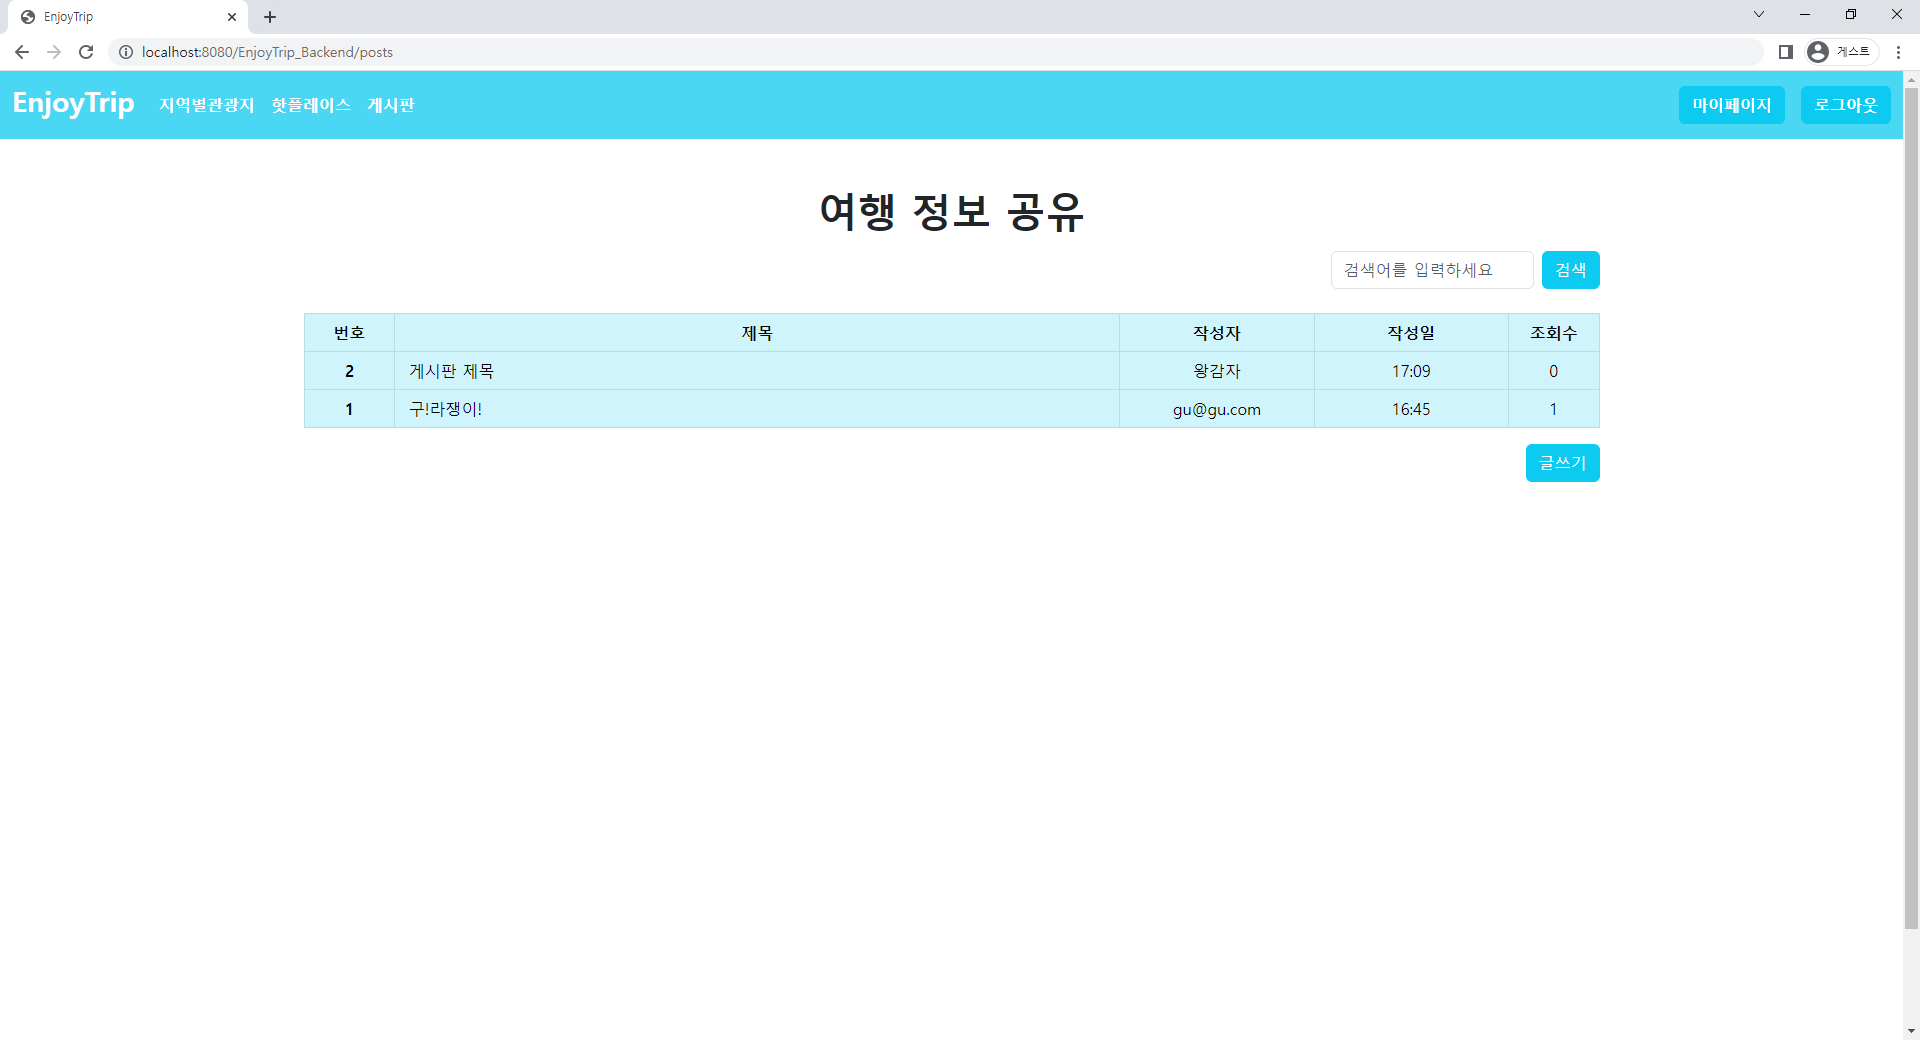 EnjoyTrip
localhost:8080/EnjoyTrip_Backend/posts
게스트
EnjoyTrip 지역별관광지 핫플레이스 게시판 마이페이지 로그아웃
여행 정보 공유
검색어를 입력하세요 검색
번호 제목 작성자 작성일 조회수
2 게시판 제목 왕감자 17:09 0
1 구!라쟁이! gu@gu.com 16:45 1
글쓰기